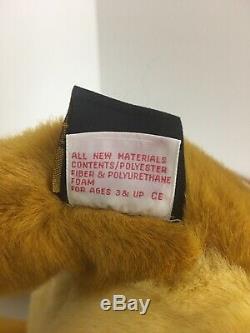 ALL NEW MATERIALS
CONTENTS/POLYESTER
FIBER & POLYURETHANE
FOAM
FOR AGES 3 & UP CE